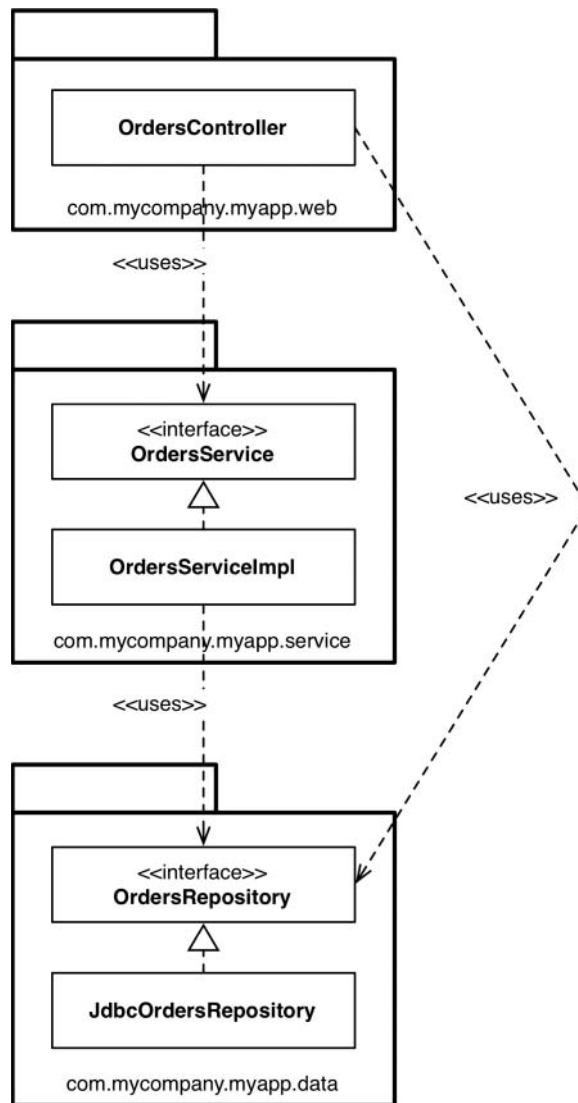 OrdersController
com.mycompany.myapp.web
<<uses>>
<<interface>>
OrdersService
<<uses>>
OrdersServiceImpl
com.mycompany.myapp.service
<<uses>>
<<interface>>
OrdersRepository
JdbcOrdersRepository
com.mycompany.myapp.data